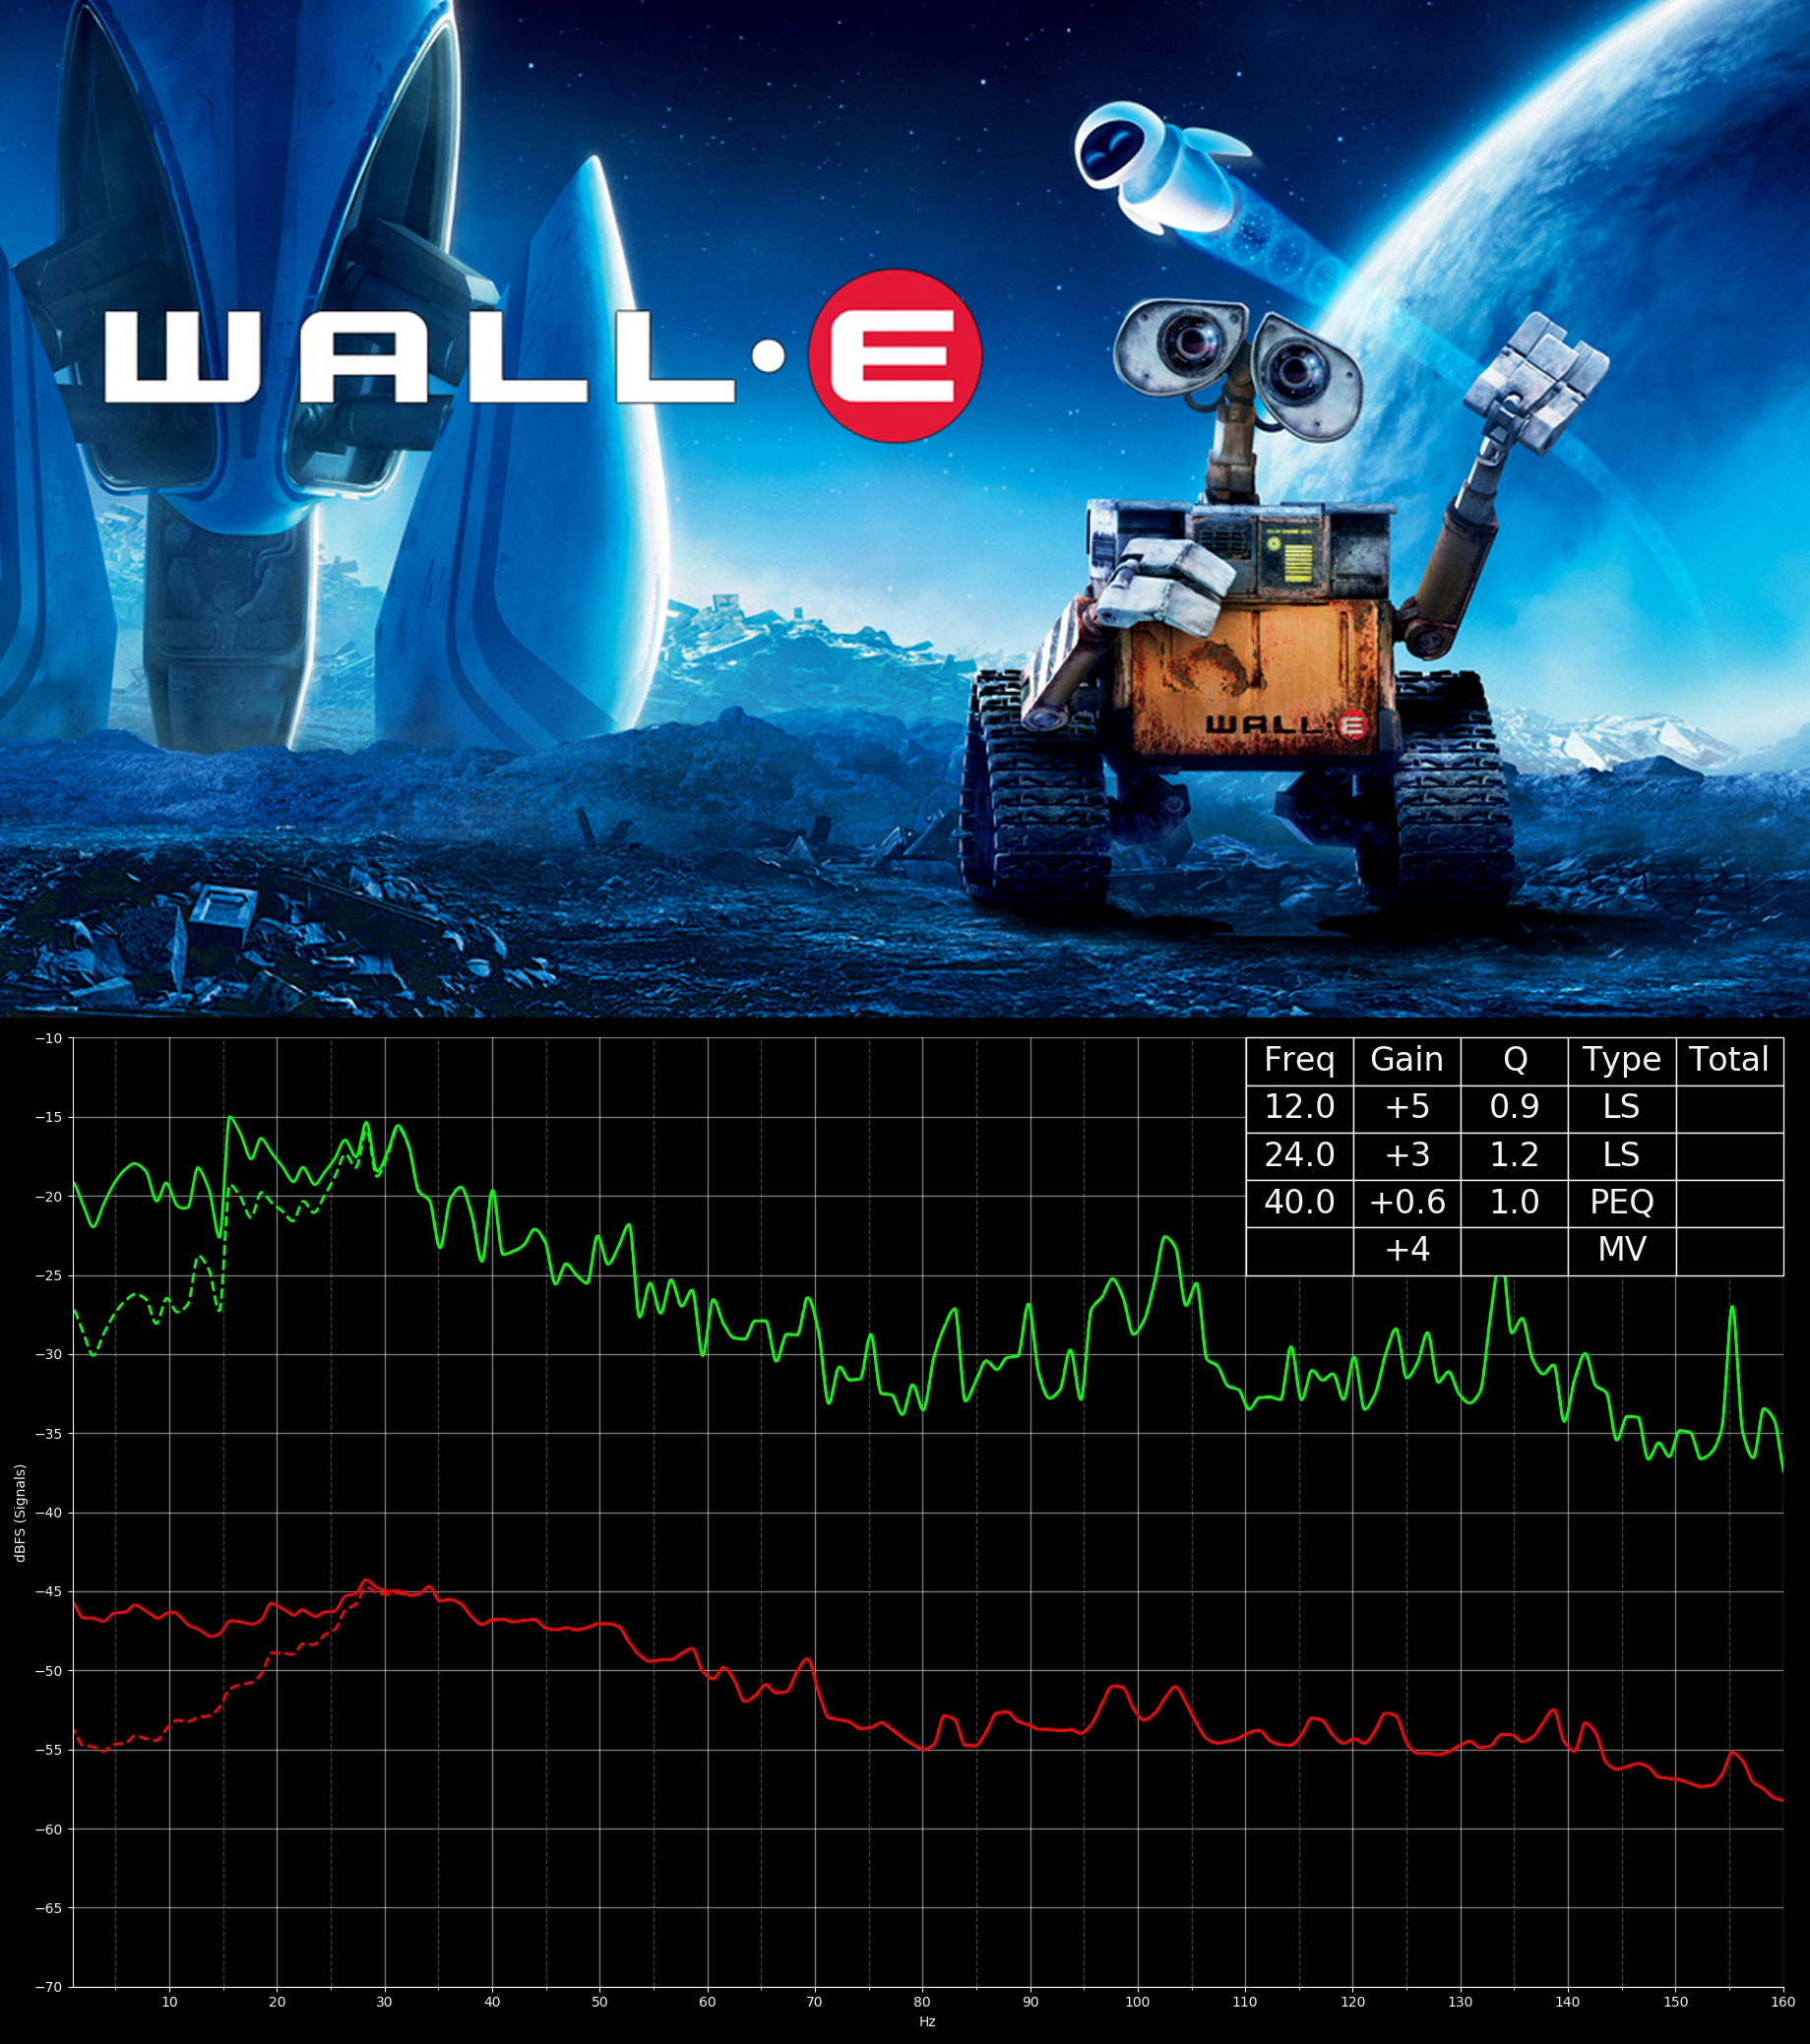 WALL·E
WALL·E
Freq Gain Q Type Total
12.0 +5 0.9 LS
24.0 +3 1.2 LS
40.0 +0.6 1.0 PEQ
+4 MV
−10
−15
−20
−25
−30
−35
−40
−45
−50
−55
−60
−65
−70
dBFS (Signals)
10 20 30 40 50 60 70 80 90 100 110 120 130 140 150 160
Hz